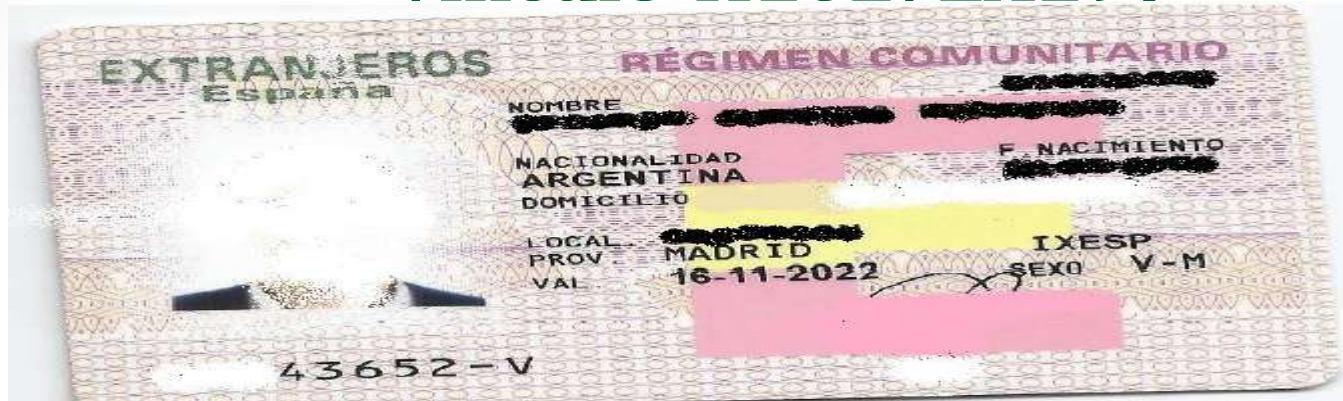 EXTRANJEROS
España
RÉGIMEN COMUNITARIO
NOMBRE
NACIONALIDAD
ARGENTINA
F. NACIMIENTO
DOMICILIO
LOCAL.
PROV MADRID IXESP
VAL 16-11-2022 SEXO V-M
43652-V